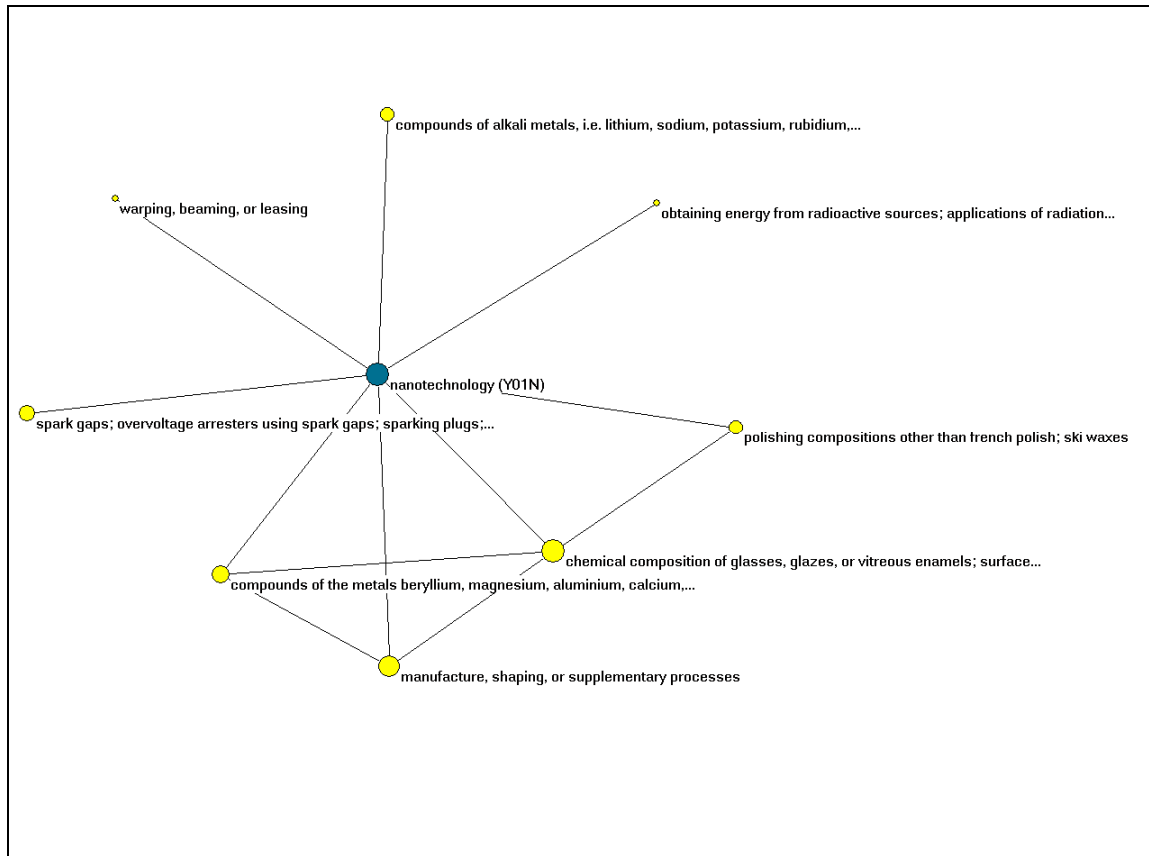 compounds of alkali metals, i.e. lithium, sodium, potassium, rubidium,...
warping, beaming, or leasing
obtaining energy from radioactive sources; applications of radiation...
nanotechnology (Y01N)
spark gaps; overvoltage arresters using spark gaps; sparking plugs;...
polishing compositions other than french polish; ski waxes
chemical composition of glasses, glazes, or vitreous enamels; surface...
compounds of the metals beryllium, magnesium, aluminium, calcium,...
manufacture, shaping, or supplementary processes